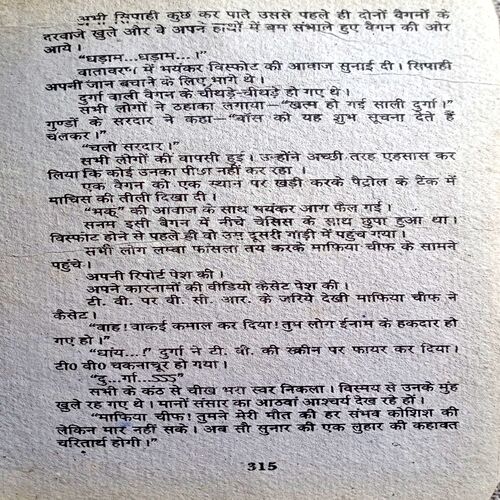 अभी सिपाही कुछ कर पाते उससे पहले ही दोनों वैगनों के
दरवाजे खुले और वे अपने हाथों में बम संभाले हुए वैगन की ओर
आये।
"धड़ाम...धड़ाम...।"
वातावरण में भयंकर विस्फोट की आवाज सुनाई दी। सिपाही
अपनी जान बचाने के लिए भागे थे।
दुर्गा वाली वैगन के चीथड़े-चीथड़े हो गए थे।
सभी लोगों ने ठहाका लगाया—"खत्म हो गई साली दुर्गा।"
गुण्डों के सरदार ने कहा—"बॉस को यह शुभ सूचना देते हैं
चलकर।"
"चलो सरदार।"
सभी लोगों की वापसी हुई। उन्होंने अच्छी तरह एहसास कर
लिया कि कोई उनका पीछा नहीं कर रहा ।
एक वैगन को एक स्थान पर खड़ी करके पैट्रोल के टैंक में
माचिस की तीली दिखा दी।
"भक्" की आवाज के साथ भयंकर आग फैल गई।
सनम इसी वैगन में नीचे चेसिस के साथ छुपा हुआ था।
विस्फोट होने से पहले ही वो उस दूसरी गाड़ी में पहुंच गया।
सभी लोग लम्बा फासला तय करके माफिया चीफ के सामने
पहुंचे।
अपनी रिपोर्ट पेश की।
अपने कारनामों की वीडियो कैसेट पेश की।
टी. वी. पर वी. सी. आर. के जरिये देखी माफिया चीफ ने
कैसेट।
"वाह! वाकई कमाल कर दिया! तुम लोग ईनाम के हकदार हो
गए हो।"
"धांय...!" दुर्गा ने टी. वी. की स्क्रीन पर फायर कर दिया।
टी० वी० चकनाचूर हो गया।
"दु...र्गा...ऽऽऽ"
सभी के कंठ से चीख भरा स्वर निकला। विस्मय से उनके मुंह
खुले रह गए थे। मानों संसार का आठवां आश्चर्य देख रहे हों।
"माफिया चीफ! तुमने मेरी मौत की हर संभव कोशिश की
लेकिन मार नहीं सके। अब सौ सुनार की एक लुहार की कहावत
चरितार्थ होगी।"
315